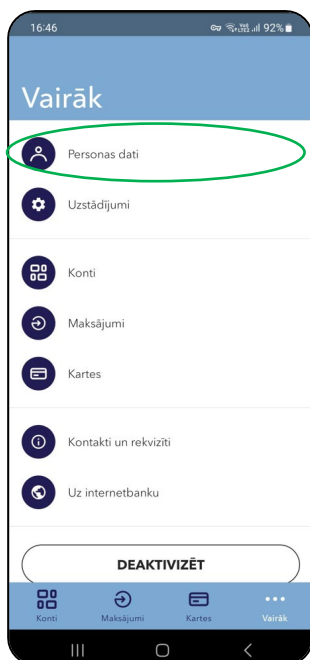 16:46 92%
Vairāk
Personas dati
Uzstādījumi
Konti
Maksājumi
Kartes
Kontakti un rekvizīti
Uz internetbanku
DEAKTIVIZĒT
Konti Maksājumi Kartes Vairāk